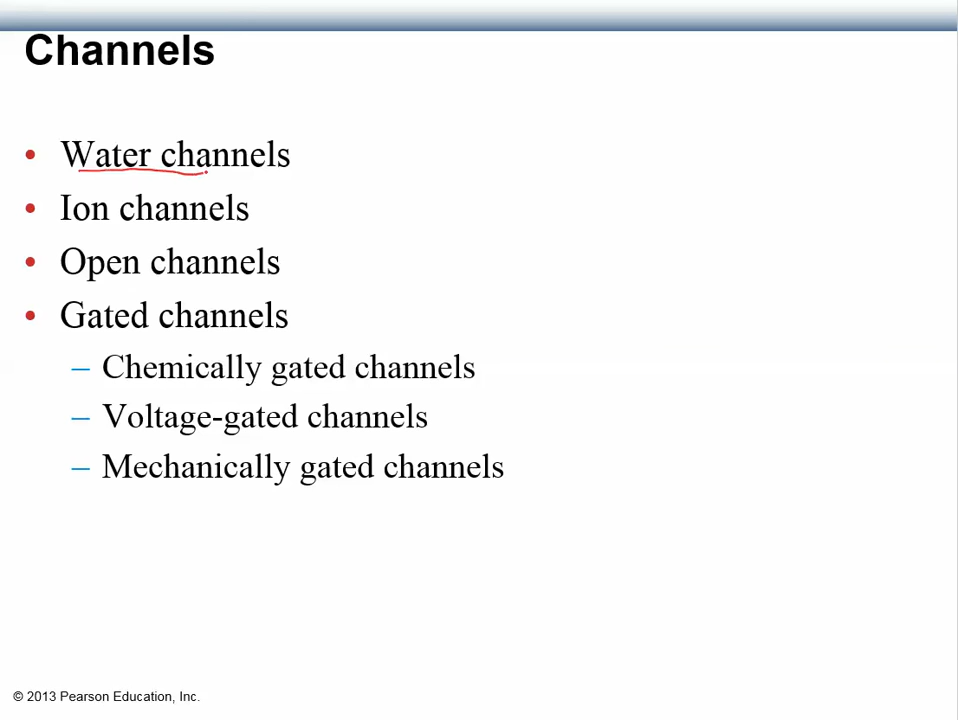 Channels
• Water channels
• Ion channels
• Open channels
• Gated channels
– Chemically gated channels
– Voltage-gated channels
– Mechanically gated channels
© 2013 Pearson Education, Inc.